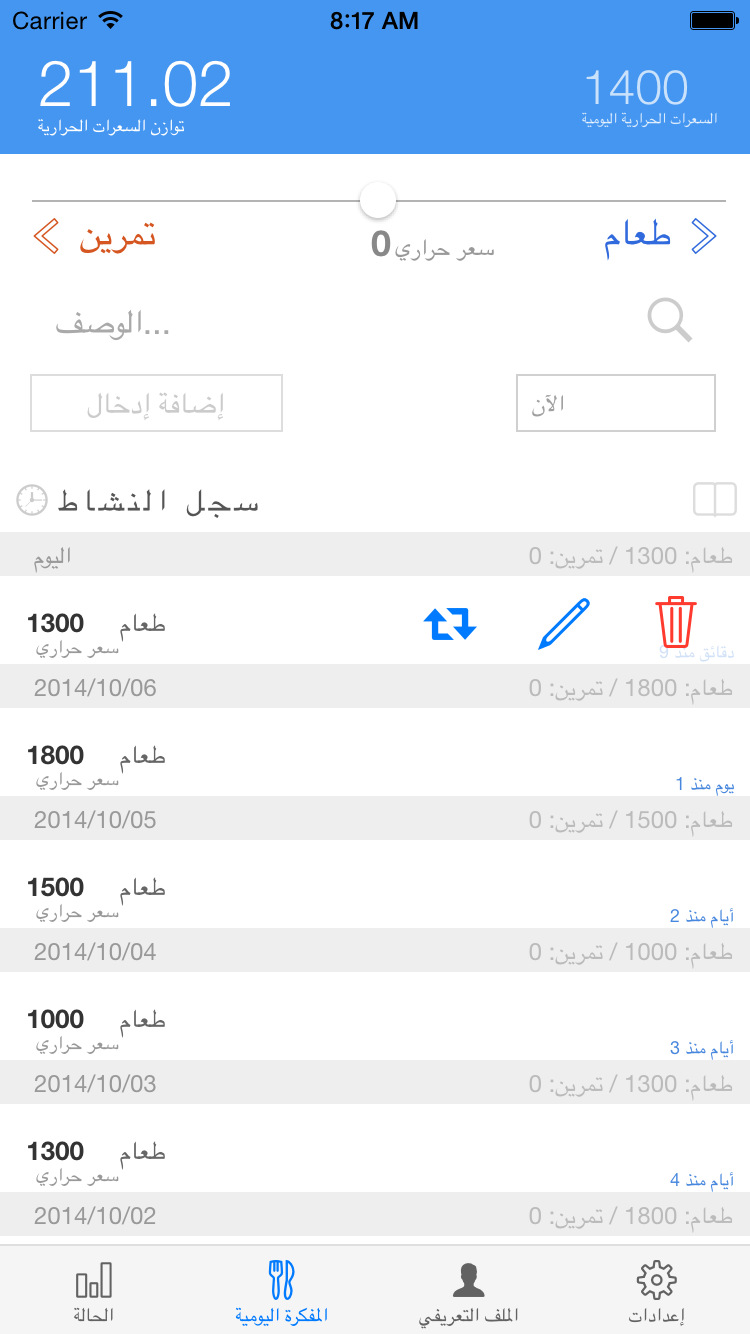 Carrier 8:17 AM
211.02
توازن السعرات الحرارية
1400
السعرات الحرارية اليومية
تمرين
0 سعر حراري
طعام
الوصف...
إضافة إدخال
الآن
سجل النشاط
اليوم
طعام: 1300 / تمرين: 0
1300 طعام
سعر حراري
دقائق منذ 9
2014/10/06
طعام: 1800 / تمرين: 0
1800 طعام
سعر حراري
يوم منذ 1
2014/10/05
طعام: 1500 / تمرين: 0
1500 طعام
سعر حراري
أيام منذ 2
2014/10/04
طعام: 1000 / تمرين: 0
1000 طعام
سعر حراري
أيام منذ 3
2014/10/03
طعام: 1300 / تمرين: 0
1300 طعام
سعر حراري
أيام منذ 4
2014/10/02
طعام: 1800 / تمرين: 0
الحالة
المفكرة اليومية
الملف التعريفي
إعدادات